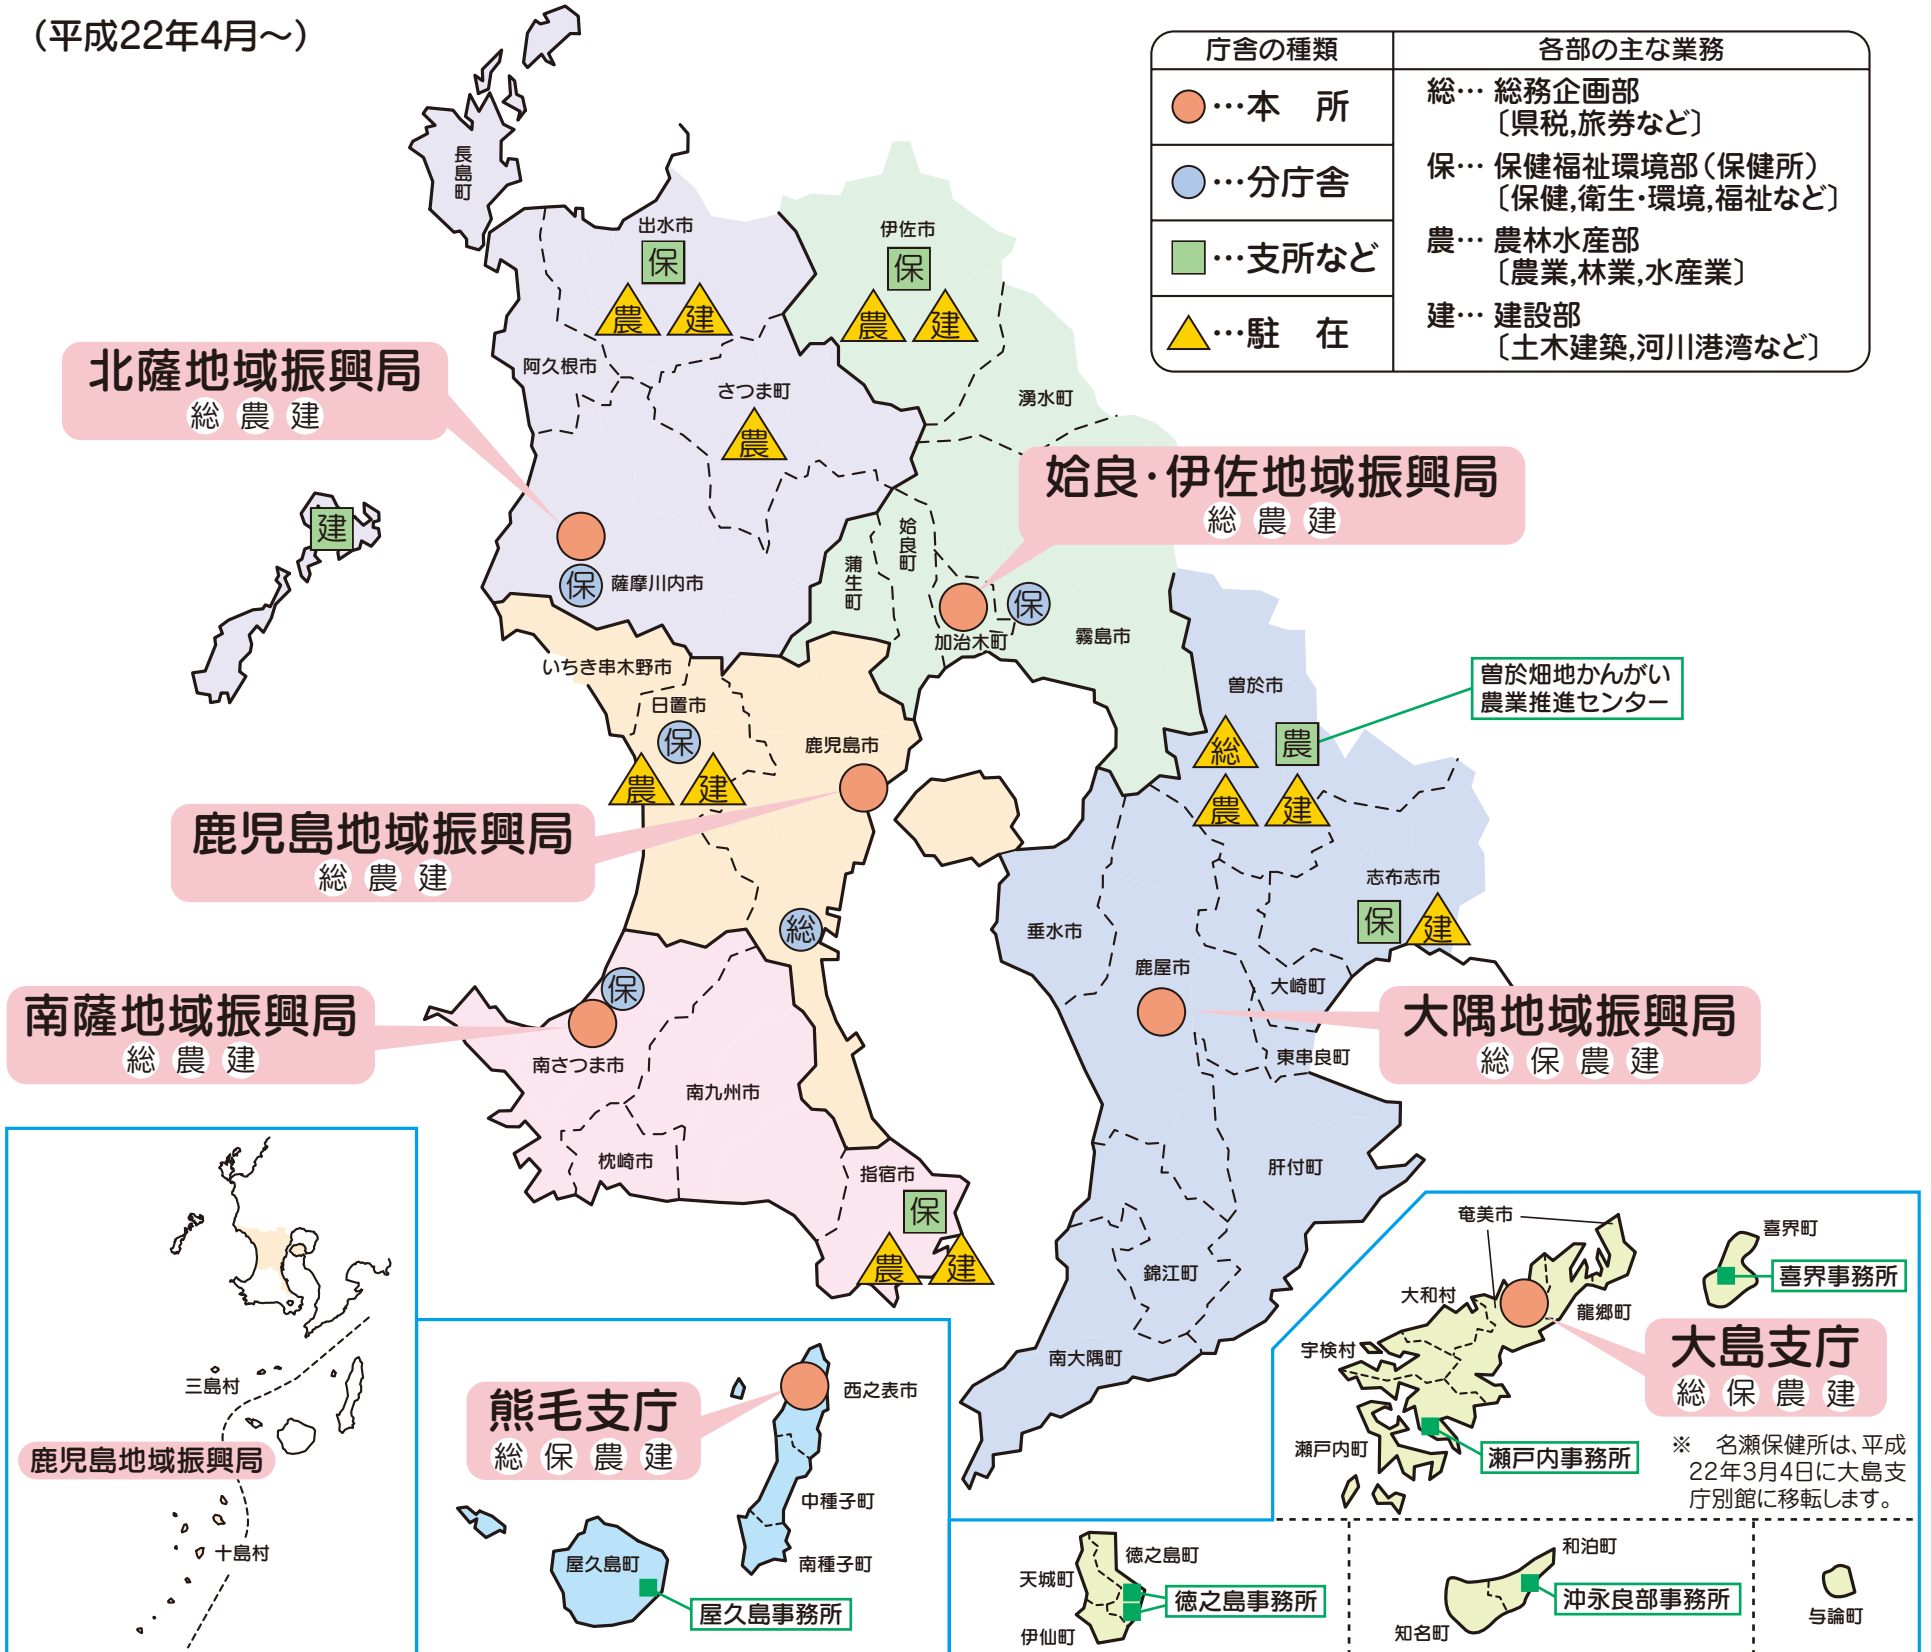 (平成22年4月～)
庁舎の種類
各部の主な業務
…本　所
…分庁舎
…支所など
…駐　在
総… 総務企画部
〔県税,旅券など〕
保… 保健福祉環境部(保健所)
〔保健,衛生・環境,福祉など〕
農… 農林水産部
〔農業,林業,水産業〕
建… 建設部
〔土木建築,河川港湾など〕
長島町
出水市
保
農 建
伊佐市
保
農 建
阿久根市
さつま町
農
湧水町
北薩地域振興局
総 農 建
姶良・伊佐地域振興局
総 農 建
建
保
薩摩川内市
姶良町
蒲生町
加治木町
保
霧島市
いちき串木野市
日置市
保
農 建
鹿児島市
曽於市
総 農
農 建
曽於畑地かんがい
農業推進センター
鹿児島地域振興局
総 農 建
総
志布志市
保 建
垂水市
鹿屋市
大崎町
東串良町
南薩地域振興局
総 農 建
保
南さつま市
南九州市
枕崎市
指宿市
保
農 建
大隅地域振興局
総 保 農 建
肝付町
錦江町
南大隅町
三島村
鹿児島地域振興局
十島村
熊毛支庁
総 保 農 建
西之表市
中種子町
南種子町
屋久島町
屋久島事務所
奄美市
喜界町
喜界事務所
大和村
龍郷町
宇検村
大島支庁
総 保 農 建
瀬戸内町
瀬戸内事務所
※　名瀬保健所は、平成
22年3月4日に大島支
庁別館に移転します。
徳之島町
天城町
徳之島事務所
伊仙町
和泊町
沖永良部事務所
知名町
与論町